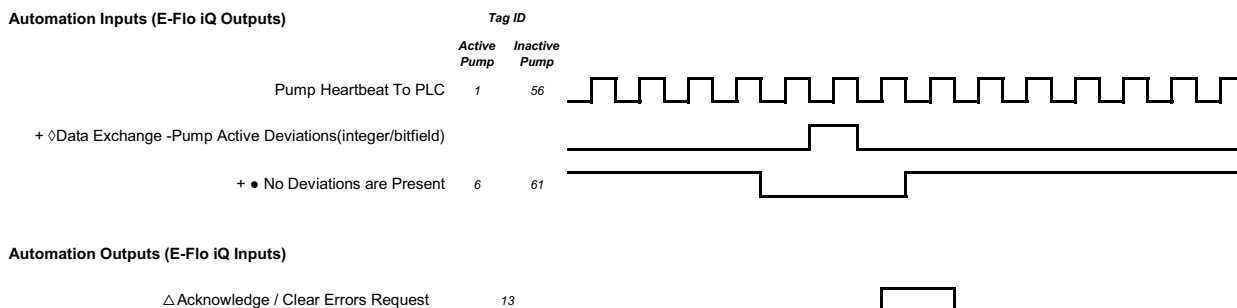 Automation Inputs (E-Flo iQ Outputs) Tag ID
Active Inactive
Pump Pump
Pump Heartbeat To PLC 1 56
+ ◊Data Exchange -Pump Active Deviations(integer/bitfield)
+ ● No Deviations are Present 6 61
Automation Outputs (E-Flo iQ Inputs)
△Acknowledge / Clear Errors Request 13